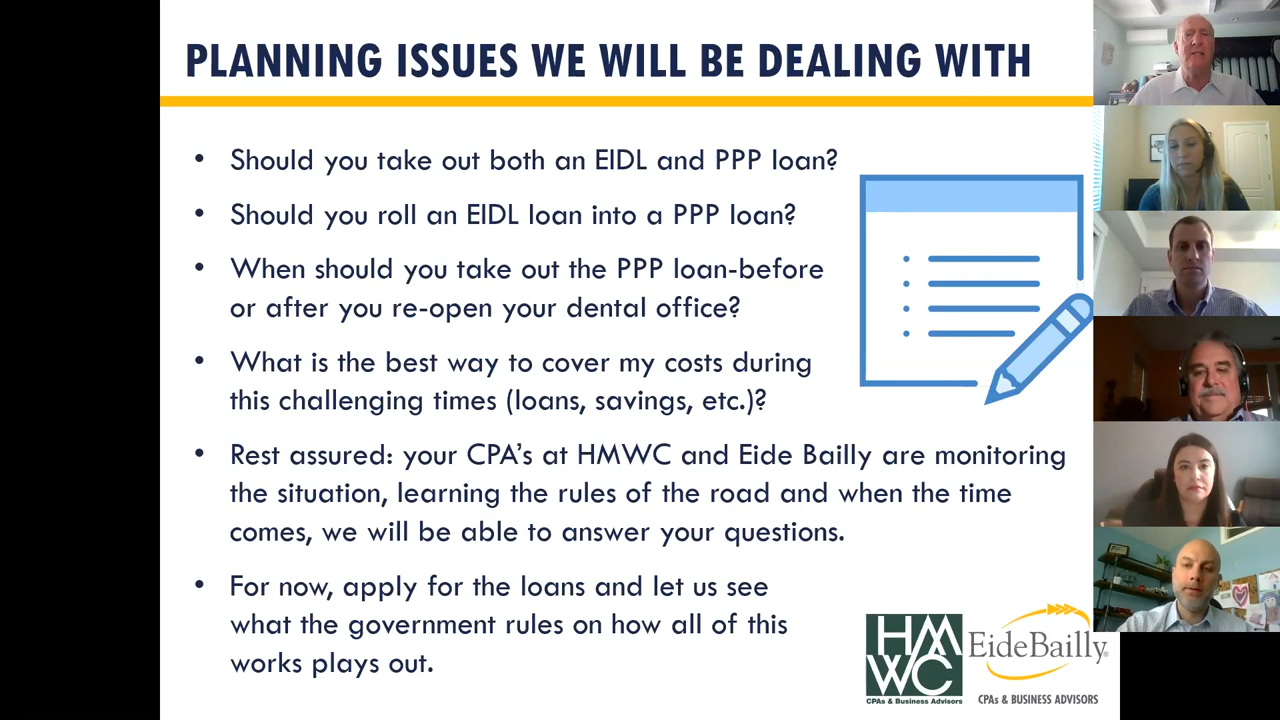 PLANNING ISSUES WE WILL BE DEALING WITH
• Should you take out both an EIDL and PPP loan?
• Should you roll an EIDL loan into a PPP loan?
• When should you take out the PPP loan-before
or after you re-open your dental office?
• What is the best way to cover my costs during
this challenging times (loans, savings, etc.)?
• Rest assured: your CPA’s at HMWC and Eide Bailly are monitoring
the situation, learning the rules of the road and when the time
comes, we will be able to answer your questions.
• For now, apply for the loans and let us see
what the government rules on how all of this
works plays out.
HM
WC
CPAs & Business Advisors
EideBailly®
CPAs & BUSINESS ADVISORS